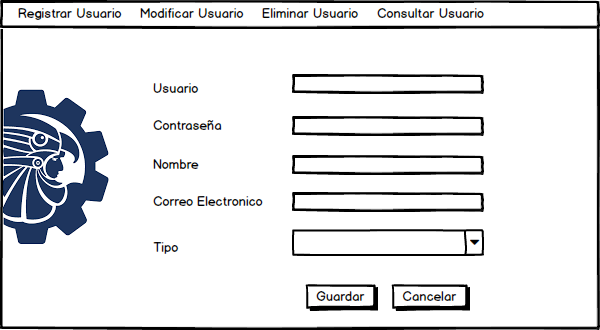 Registrar Usuario Modificar Usuario Eliminar Usuario Consultar Usuario
Usuario
Contraseña
Nombre
Correo Electronico
Tipo
Guardar Cancelar